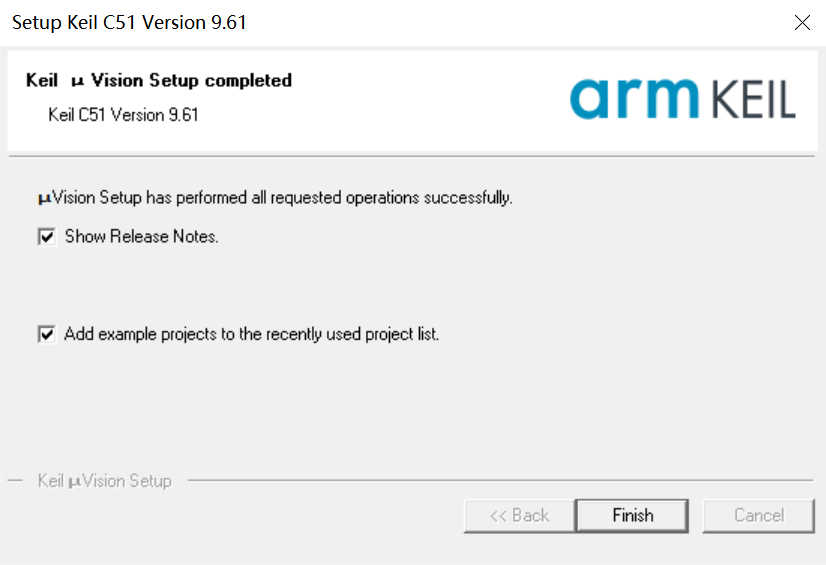 Setup Keil C51 Version 9.61
Keil μ Vision Setup completed
Keil C51 Version 9.61
arm KEIL
μVision Setup has performed all requested operations successfully.
Show Release Notes.
Add example projects to the recently used project list.
Keil μVision Setup
<< Back
Finish
Cancel